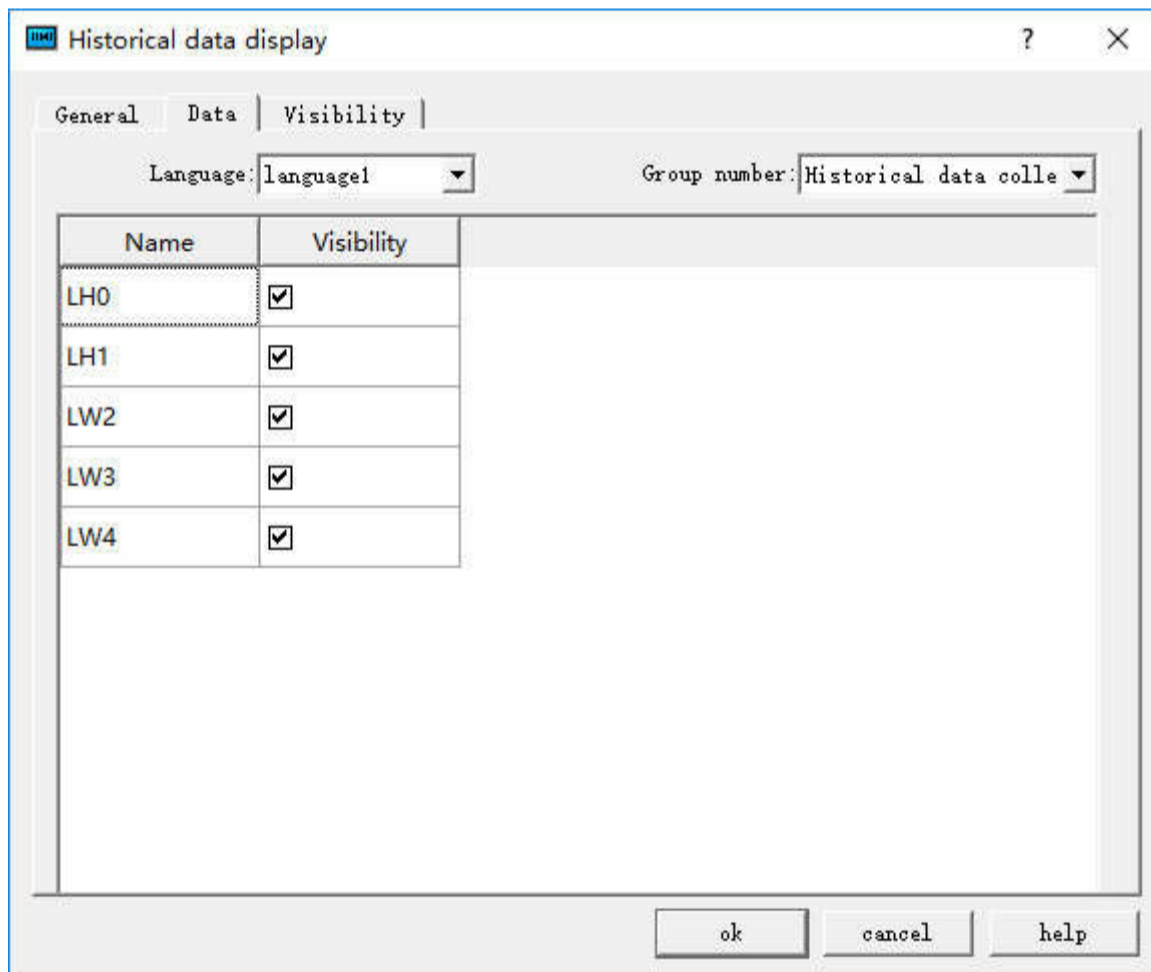 Historical data display
General Data Visibility
Language: language1 Group number: Historical data colle
Name Visibility
LH0
LH1
LW2
LW3
LW4
ok cancel help